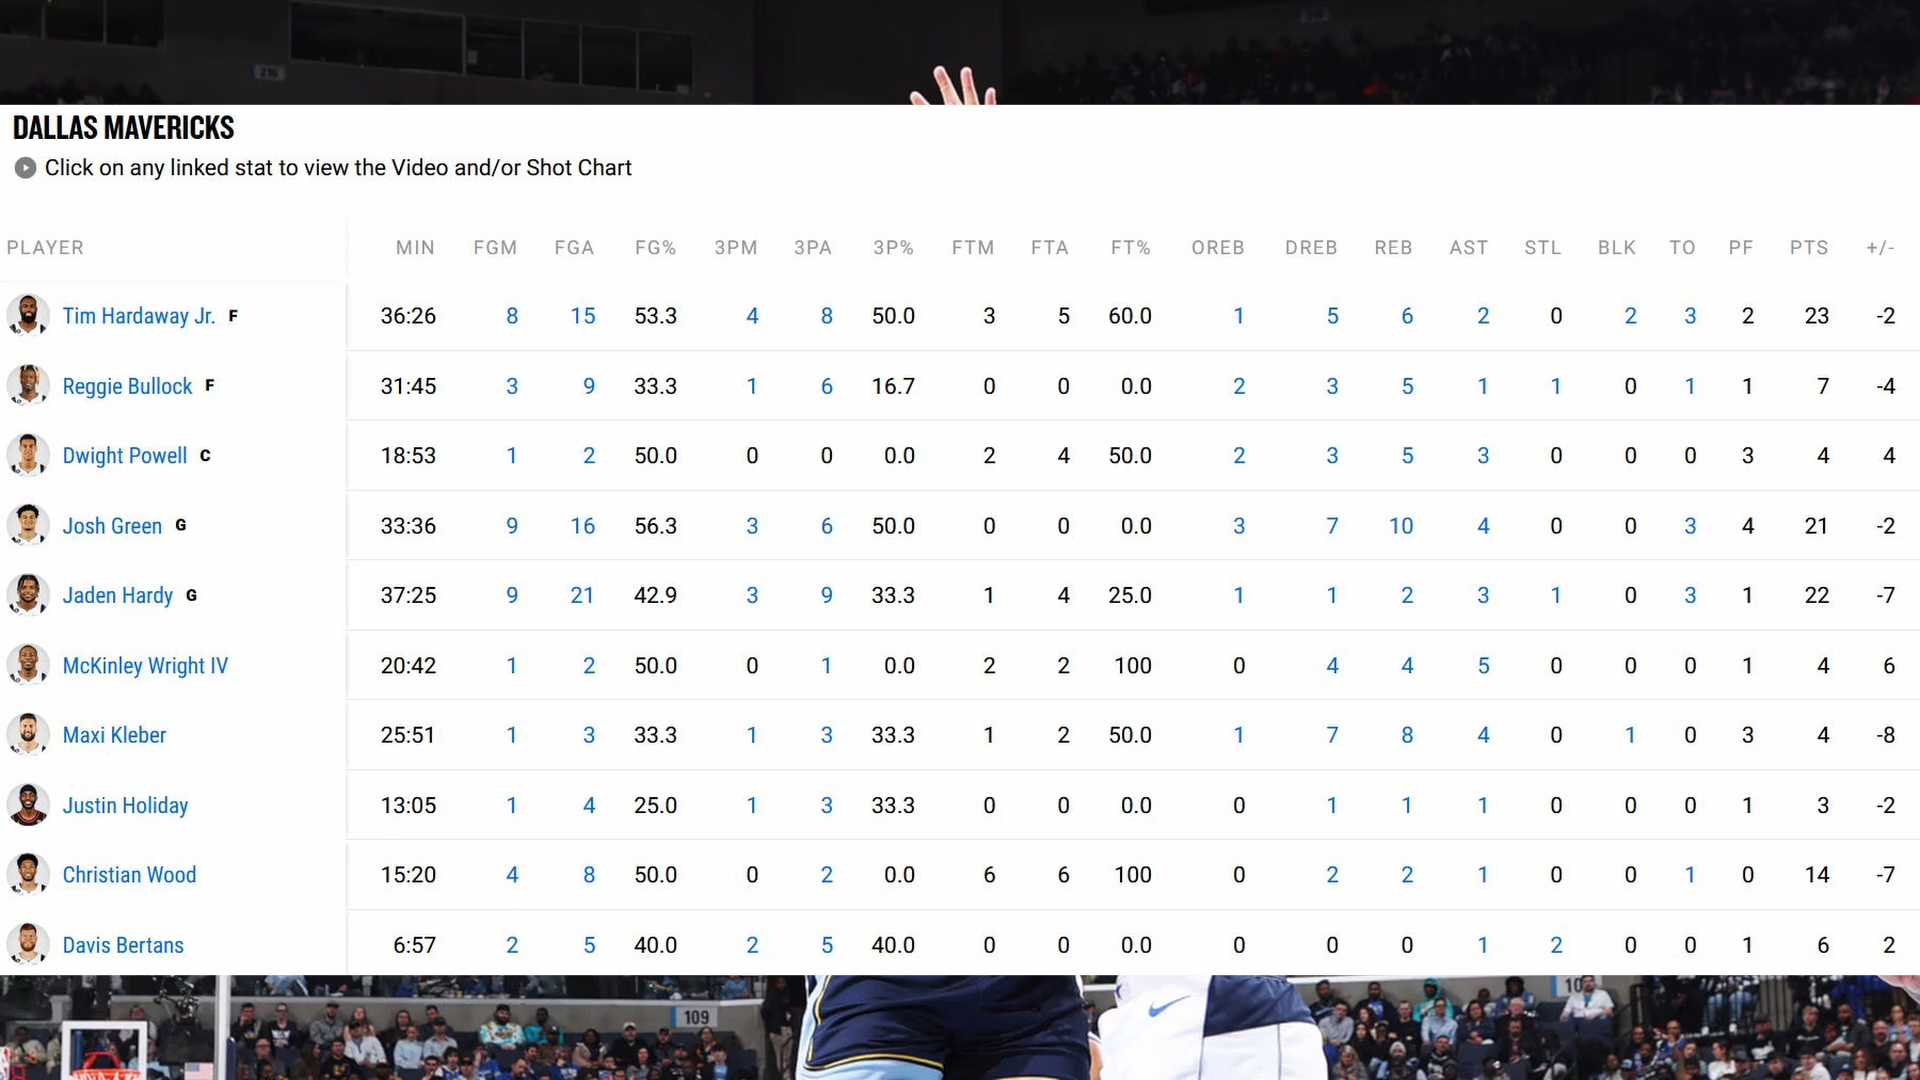 216
DALLAS MAVERICKS
Click on any linked stat to view the Video and/or Shot Chart
PLAYER MIN FGM FGA FG% 3PM 3PA 3P% FTM FTA FT% OREB DREB REB AST STL BLK TO PF PTS +/-
Tim Hardaway Jr. F 36:26 8 15 53.3 4 8 50.0 3 5 60.0 1 5 6 2 0 2 3 2 23 -2
Reggie Bullock F 31:45 3 9 33.3 1 6 16.7 0 0 0.0 2 3 5 1 1 0 1 1 7 -4
Dwight Powell C 18:53 1 2 50.0 0 0 0.0 2 4 50.0 2 3 5 3 0 0 0 3 4 4
Josh Green G 33:36 9 16 56.3 3 6 50.0 0 0 0.0 3 7 10 4 0 0 3 4 21 -2
Jaden Hardy G 37:25 9 21 42.9 3 9 33.3 1 4 25.0 1 1 2 3 1 0 3 1 22 -7
McKinley Wright IV 20:42 1 2 50.0 0 1 0.0 2 2 100 0 4 4 5 0 0 0 1 4 6
Maxi Kleber 25:51 1 3 33.3 1 3 33.3 1 2 50.0 1 7 8 4 0 1 0 3 4 -8
Justin Holiday 13:05 1 4 25.0 1 3 33.3 0 0 0.0 0 1 1 1 0 0 0 1 3 -2
Christian Wood 15:20 4 8 50.0 0 2 0.0 6 6 100 0 2 2 1 0 0 1 0 14 -7
Davis Bertans 6:57 2 5 40.0 2 5 40.0 0 0 0.0 0 0 0 1 2 0 0 1 6 2
109